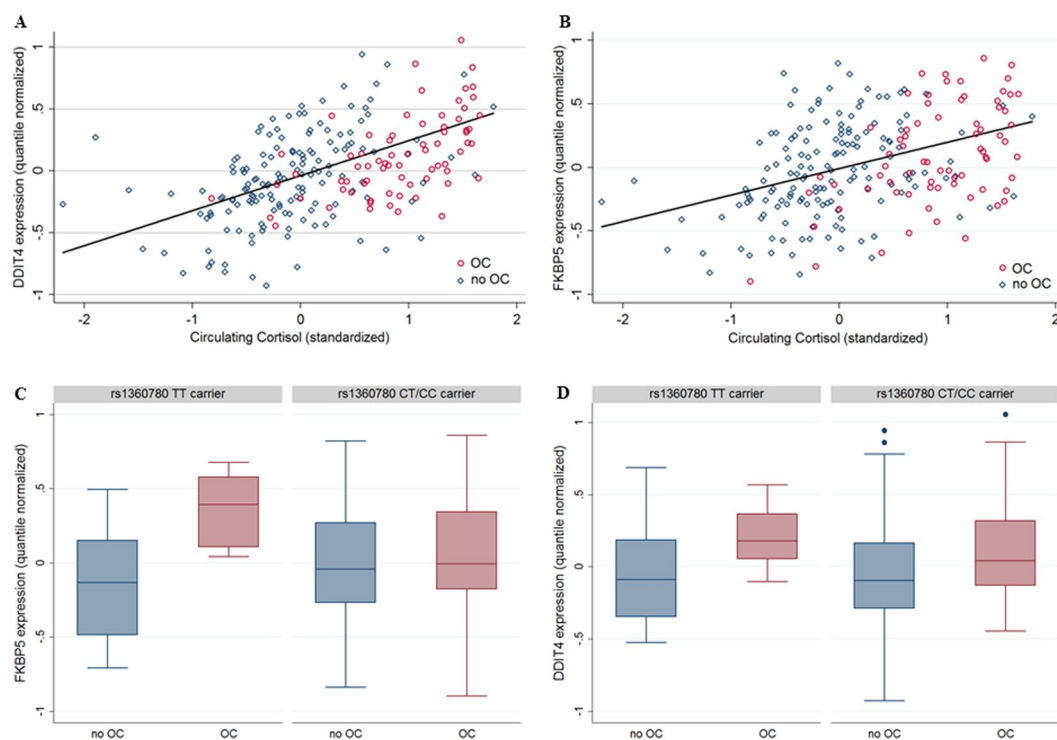 A
DDIT4 expression (quantile normalized)
1
.5
0
-.5
-1
OC
no OC
-2
-1
0
1
2
Circulating Cortisol (standardized)
B
FKBP5 expression (quantile normalized)
1
.5
0
-.5
-1
OC
no OC
-2
-1
0
1
2
Circulating Cortisol (standardized)
C
rs1360780 TT carrier
rs1360780 CT/CC carrier
FKBP5 expression (quantile normalized)
1
.5
0
-.5
-1
no OC
OC
no OC
OC
D
rs1360780 TT carrier
rs1360780 CT/CC carrier
DDIT4 expression (quantile normalized)
1
.5
0
-.5
-1
no OC
OC
no OC
OC